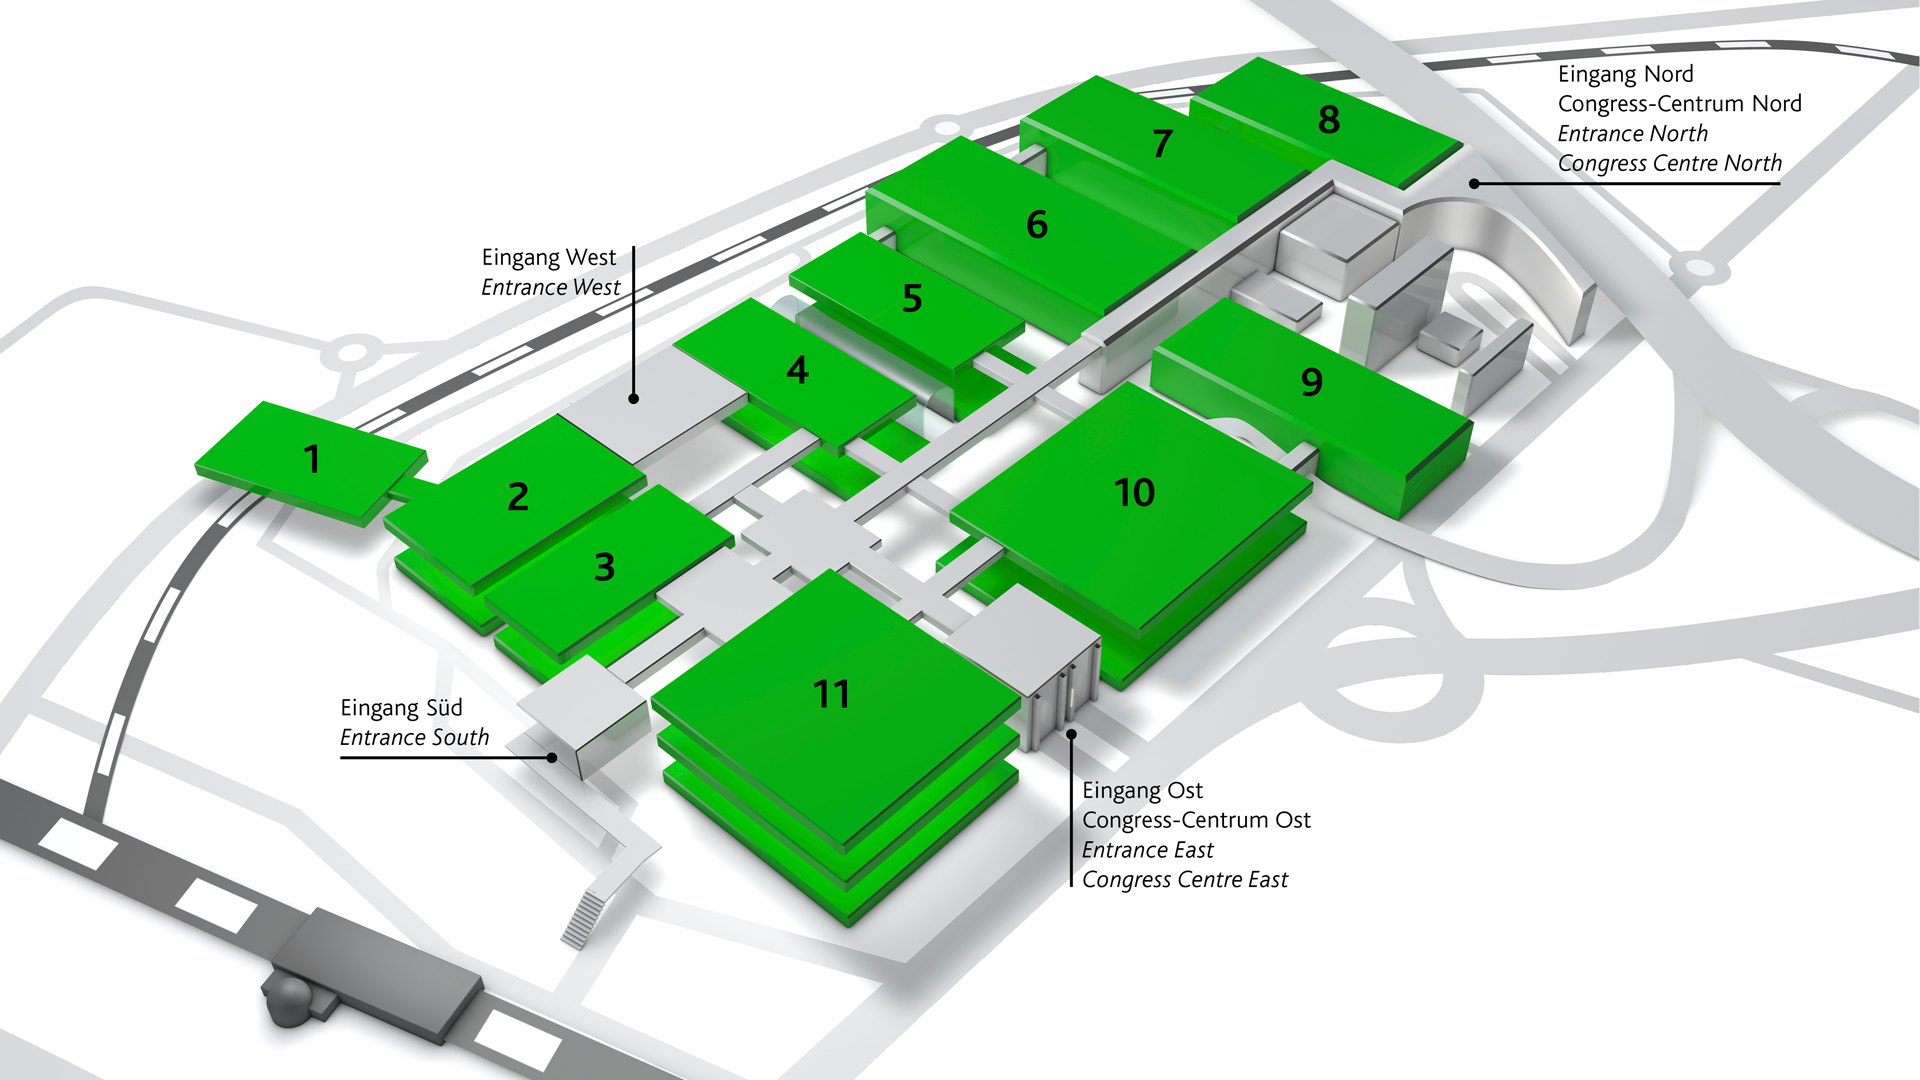 Eingang Nord
Congress-Centrum Nord
Entrance North
Congress Centre North
8
7
6
Eingang West
Entrance West
5
4
9
1
2
10
3
11
Eingang Süd
Entrance South
Eingang Ost
Congress-Centrum Ost
Entrance East
Congress Centre East